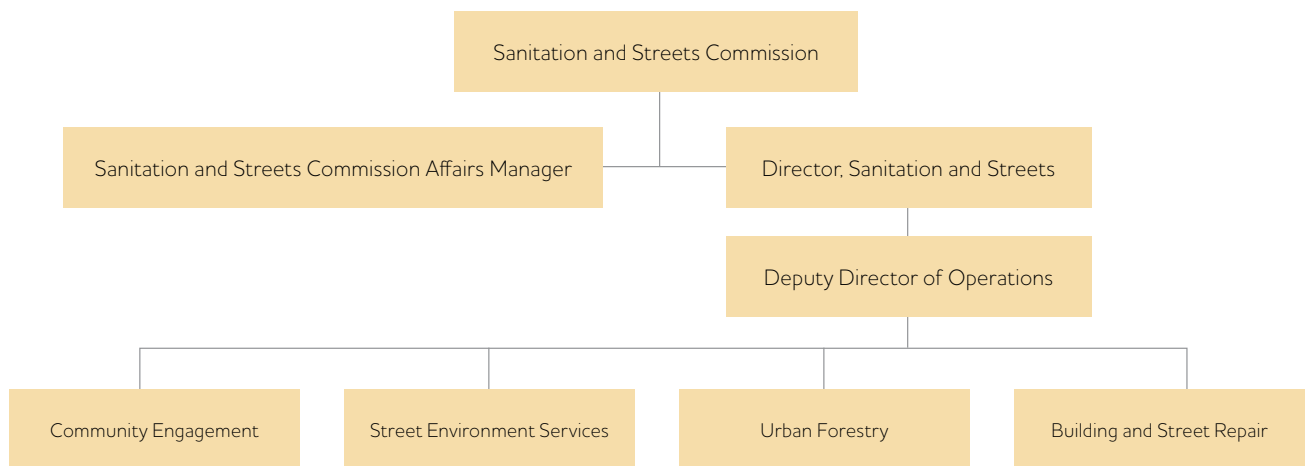 Sanitation and Streets Commission
Sanitation and Streets Commission Affairs Manager
Director, Sanitation and Streets
Deputy Director of Operations
Community Engagement
Street Environment Services
Urban Forestry
Building and Street Repair